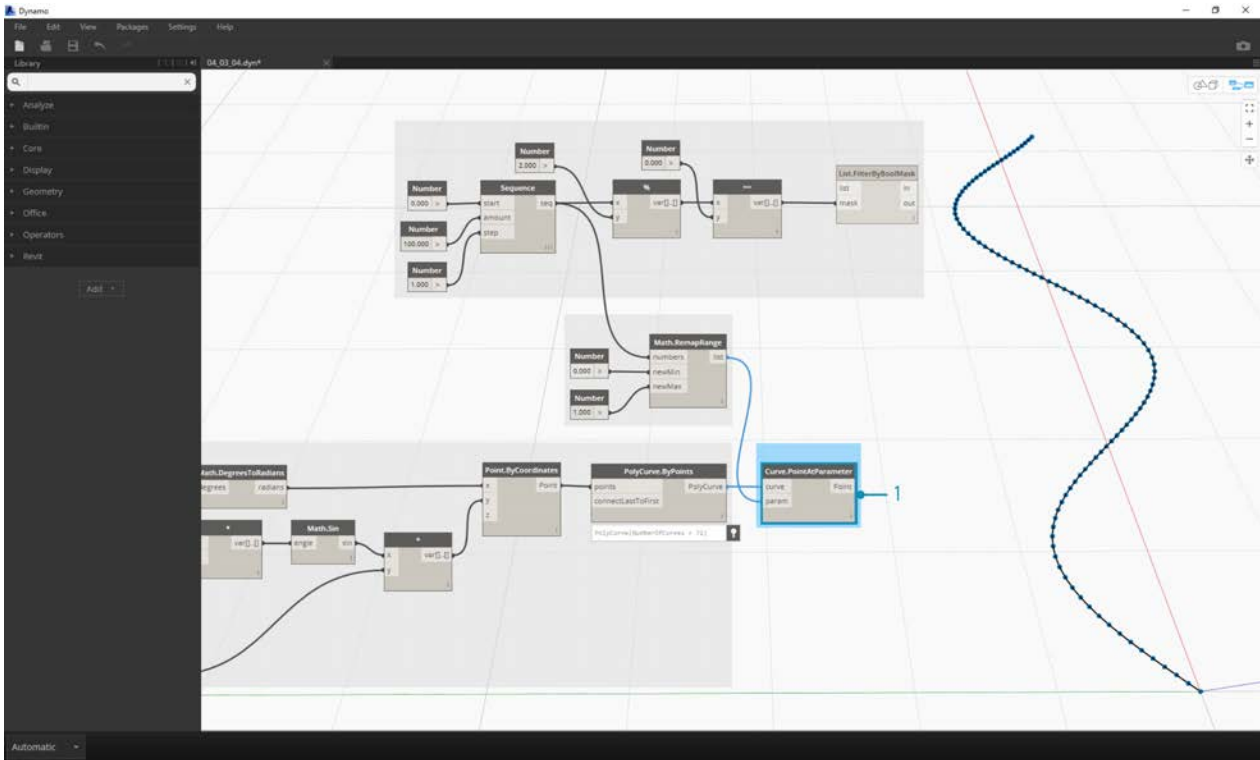 Dynamo
File Edit View Packages Settings Help
Library
04_03_04.dyn*
Analyze
BuiltIn
Core
Display
Geometry
Office
Operators
Revit
Add
Number
2.000 >
Number
0.000 >
Number
0.000 >
Number
100.000 >
Number
1.000 >
Sequence
start seq
amount
step
%
x var[]..[]
y
==
x var[]..[]
y
List.FilterByBoolMask
list in
mask out
Number
0.000 >
Number
1.000 >
Math.RemapRange
numbers list
newMin
newMax
Math.DegreesToRadians
degrees radians
*
var[]..[]
Math.Sin
angle sin
*
x var[]..[]
y
Point.ByCoordinates
x Point
y
z
PolyCurve.ByPoints
points PolyCurve
connectLastToFirst
Curve.PointAtParameter
curve Point
param
1
Automatic